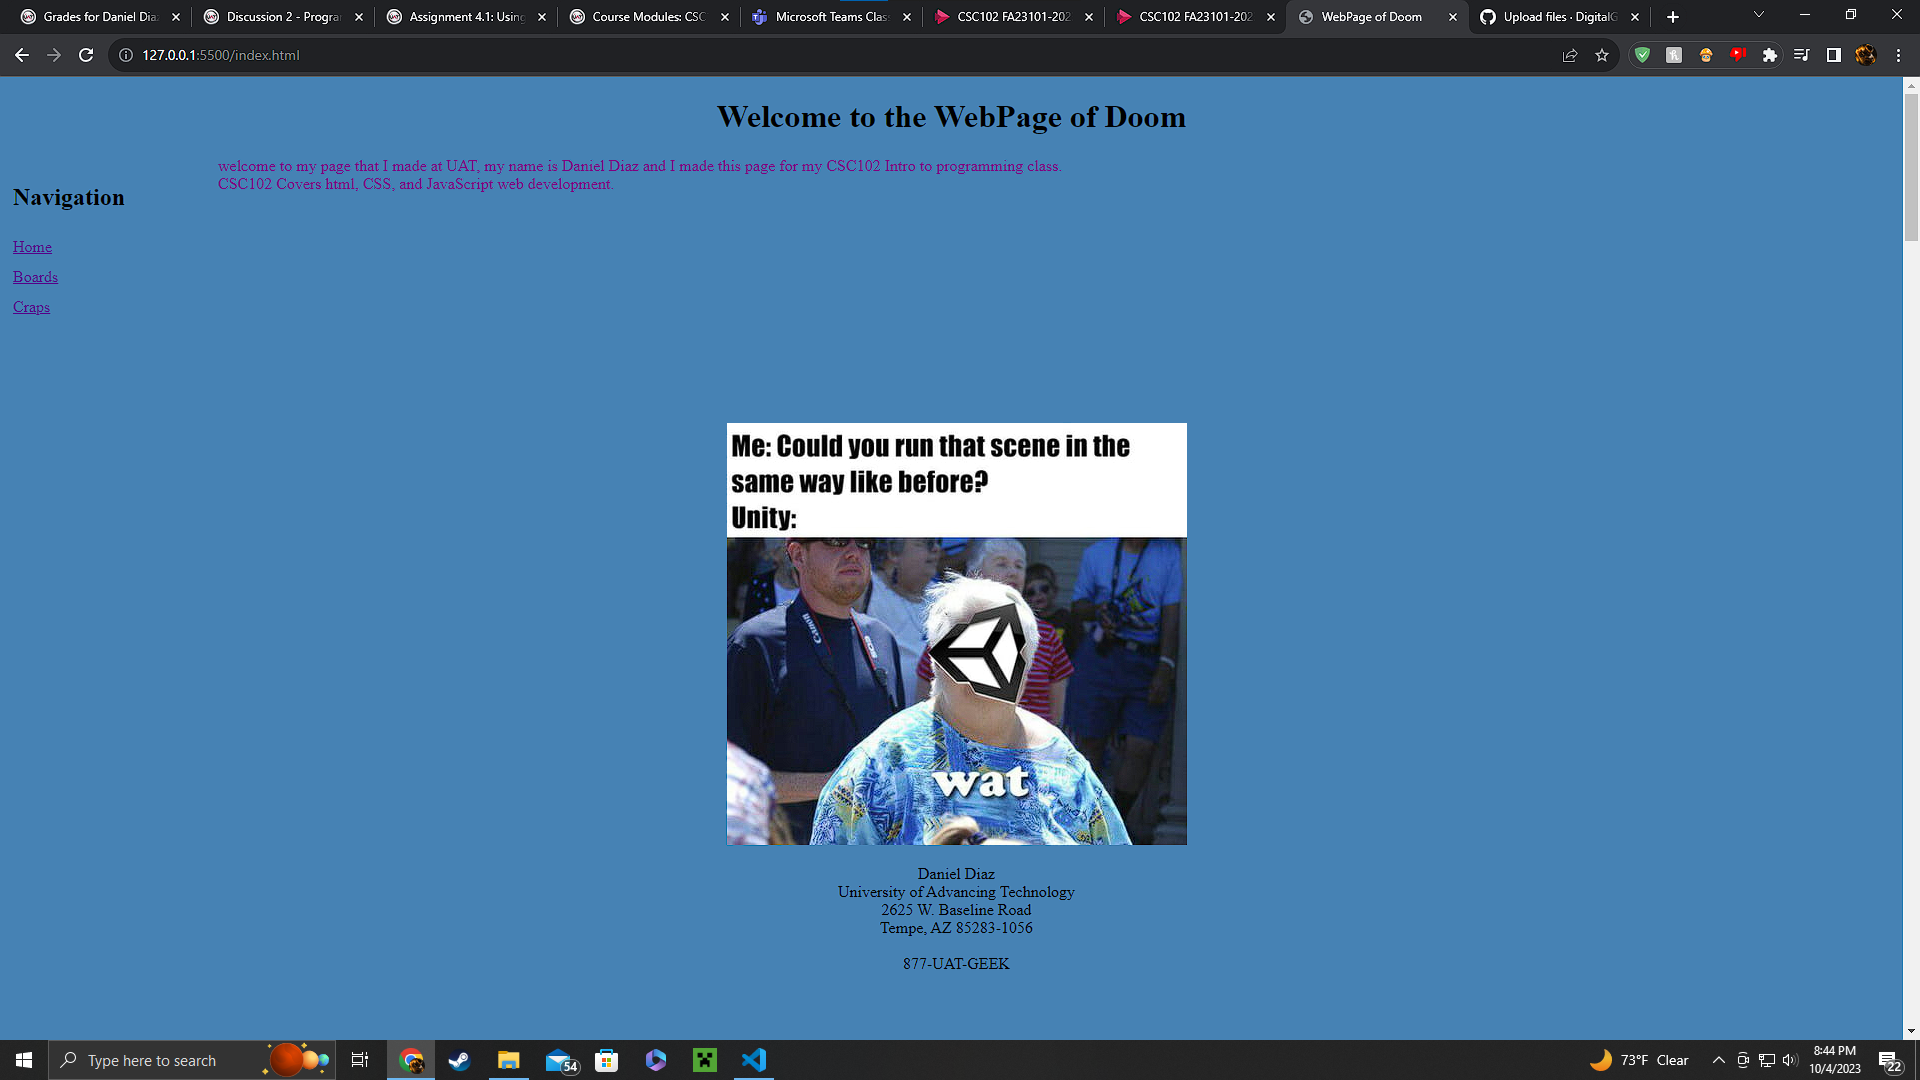 Grades for Daniel Dia
Discussion 2 - Progra
Assignment 4.1: Using
Course Modules: CSC
Microsoft Teams Clas
CSC102 FA23101-202
CSC102 FA23101-202
WebPage of Doom
Upload files · DigitalG
127.0.0.1:5500/index.html
Welcome to the WebPage of Doom
welcome to my page that I made at UAT, my name is Daniel Diaz and I made this page for my CSC102 Intro to programming class.
CSC102 Covers html, CSS, and JavaScript web development.
Navigation
Home
Boards
Craps
Me: Could you run that scene in the
same way like before?
Unity:
CANON
EOS
wat
Daniel Diaz
University of Advancing Technology
2625 W. Baseline Road
Tempe, AZ 85283-1056
877-UAT-GEEK
Type here to search
54
73°F Clear
8:44 PM
10/4/2023
22